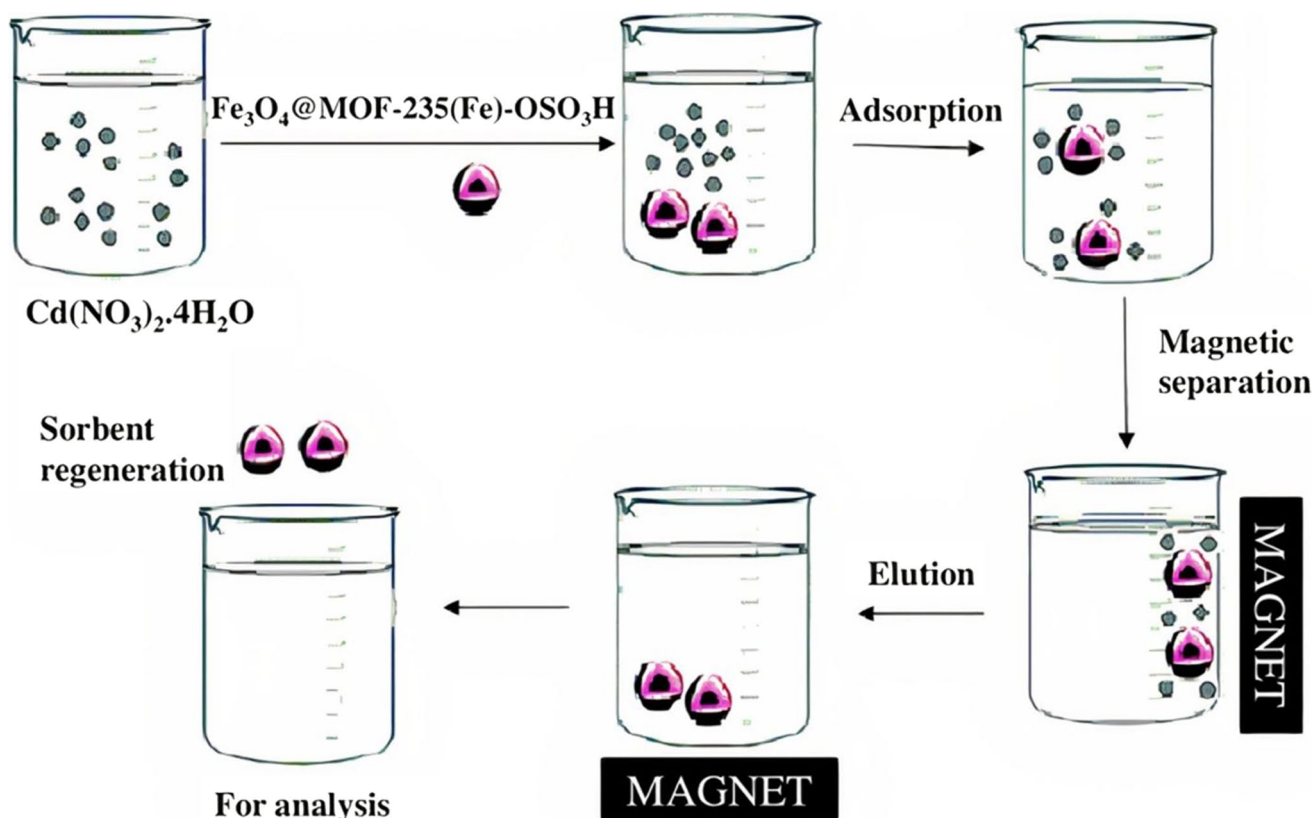 Fe₃O₄@MOF-235(Fe)-OSO₃H
Adsorption
Cd(NO₃)₂.4H₂O
Magnetic
separation
Sorbent
regeneration
Elution
MAGNET
MAGNET
For analysis